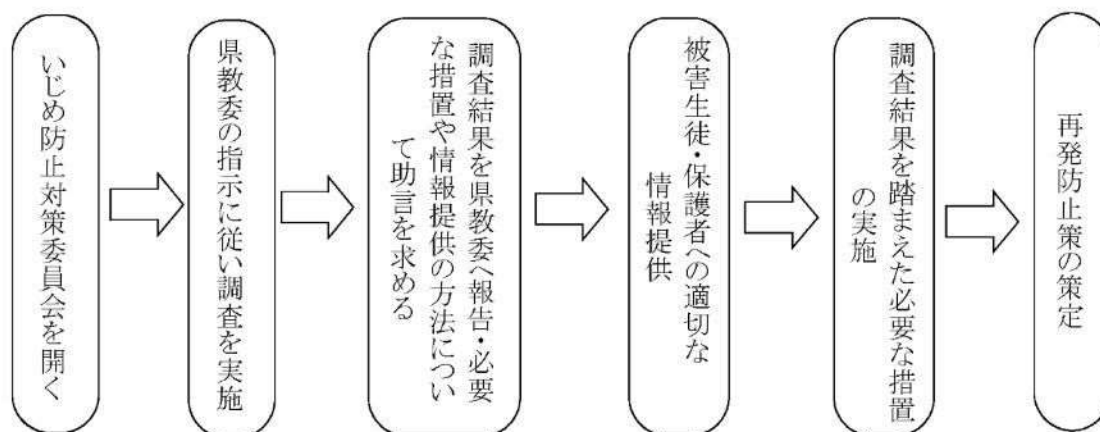 いじめ防止対策委員会を開く
県教委の指示に従い調査を実施
調査結果を県教委へ報告・必要
な措置や情報提供の方法につい
て助言を求める
被害生徒・保護者への適切な
情報提供
調査結果を踏まえた必要な措置
の実施
再発防止策の策定